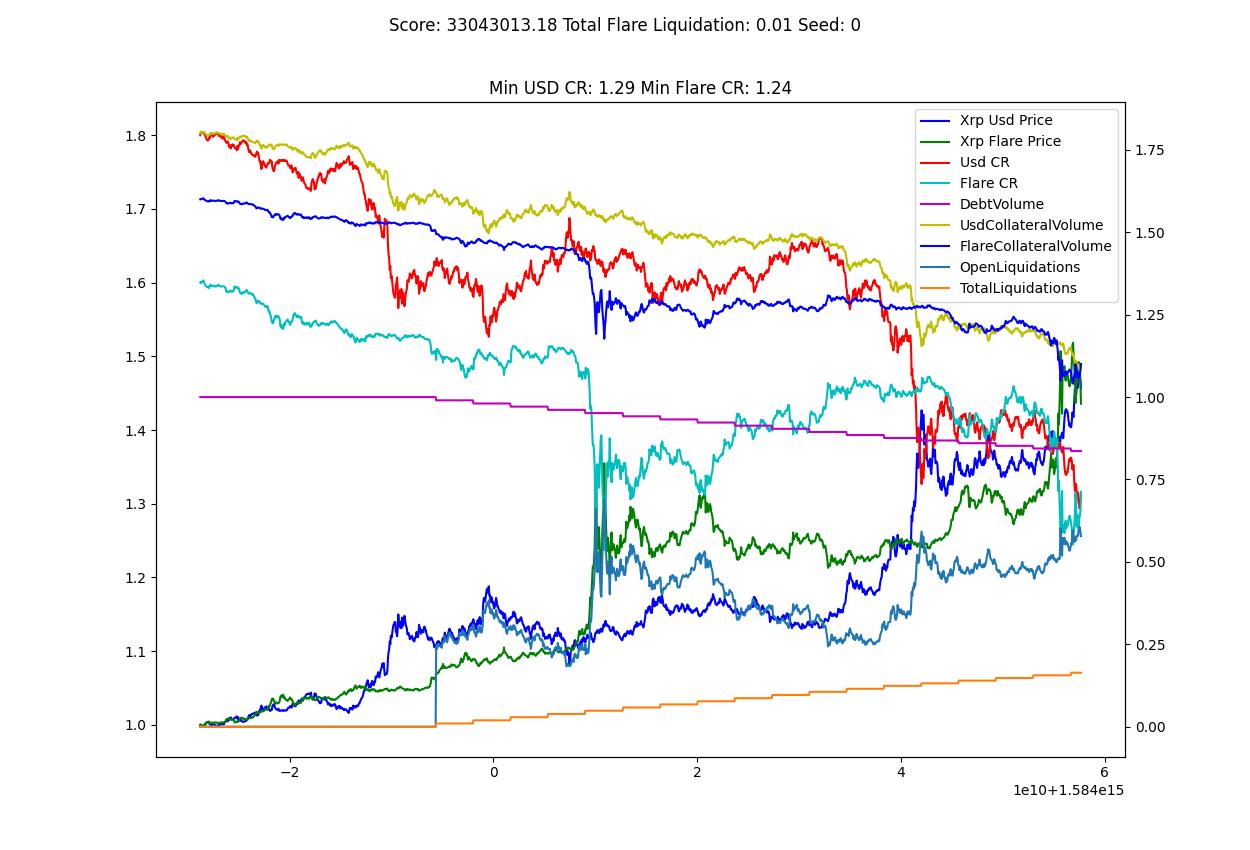 Score: 33043013.18 Total Flare Liquidation: 0.01 Seed: 0
Min USD CR: 1.29 Min Flare CR: 1.24
Xrp Usd Price
Xrp Flare Price
Usd CR
Flare CR
DebtVolume
UsdCollateralVolume
FlareCollateralVolume
OpenLiquidations
TotalLiquidations
1.8
1.7
1.6
1.5
1.4
1.3
1.2
1.1
1.0
1.75
1.50
1.25
1.00
0.75
0.50
0.25
0.00
−2 0 2 4 6
1e10+1.584e15